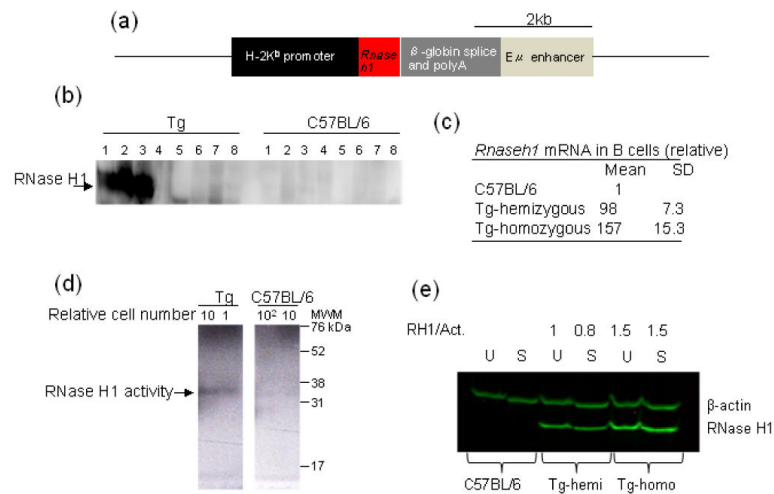 (a)
2kb
H-2Kᵇ promoter
Rnase h1
β-globin splice and polyA
Eμ enhancer
(b)
Tg
C57BL/6
1 2 3 4 5 6 7 8
1 2 3 4 5 6 7 8
RNase H1
(c)
Rnaseh1 mRNA in B cells (relative)
Mean SD
C57BL/6 1
Tg-hemizygous 98 7.3
Tg-homozygous 157 15.3
(d)
Tg C57BL/6
Relative cell number 10 1 10² 10 MWM
76 kDa
52
38
31
17
RNase H1 activity
(e)
RH1/Act. 1 0.8 1.5 1.5
U S U S U S
β-actin
RNase H1
C57BL/6 Tg-hemi Tg-homo